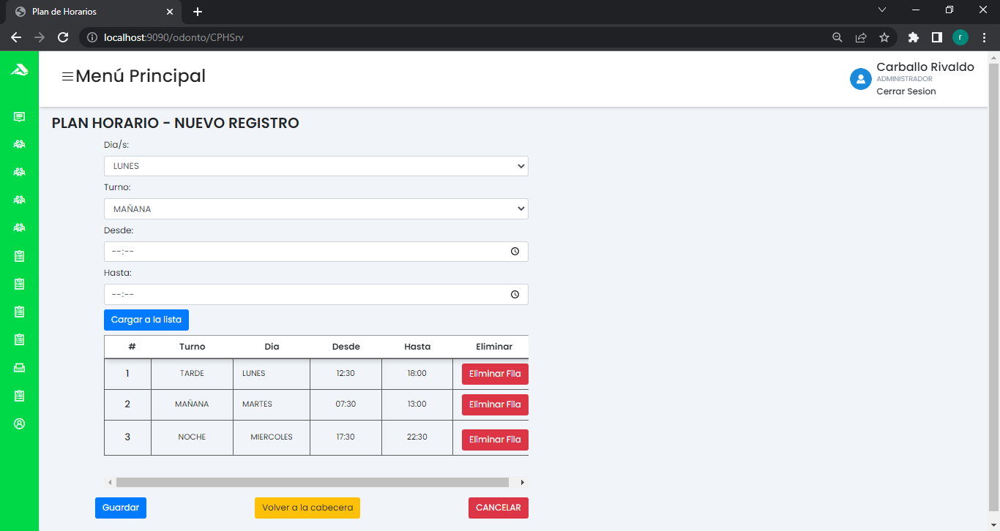 Plan de Horarios
localhost:9090/odonto/CPHSrv
r
Menú Principal
Carballo Rivaldo
ADMINISTRADOR
Cerrar Sesion
PLAN HORARIO - NUEVO REGISTRO
Dia/s:
LUNES
Turno:
MAÑANA
Desde:
--:--
Hasta:
--:--
Cargar a la lista
# Turno Dia Desde Hasta Eliminar
1 TARDE LUNES 12:30 18:00 Eliminar Fila
2 MAÑANA MARTES 07:30 13:00 Eliminar Fila
3 NOCHE MIERCOLES 17:30 22:30 Eliminar Fila
Guardar Volver a la cabecera CANCELAR